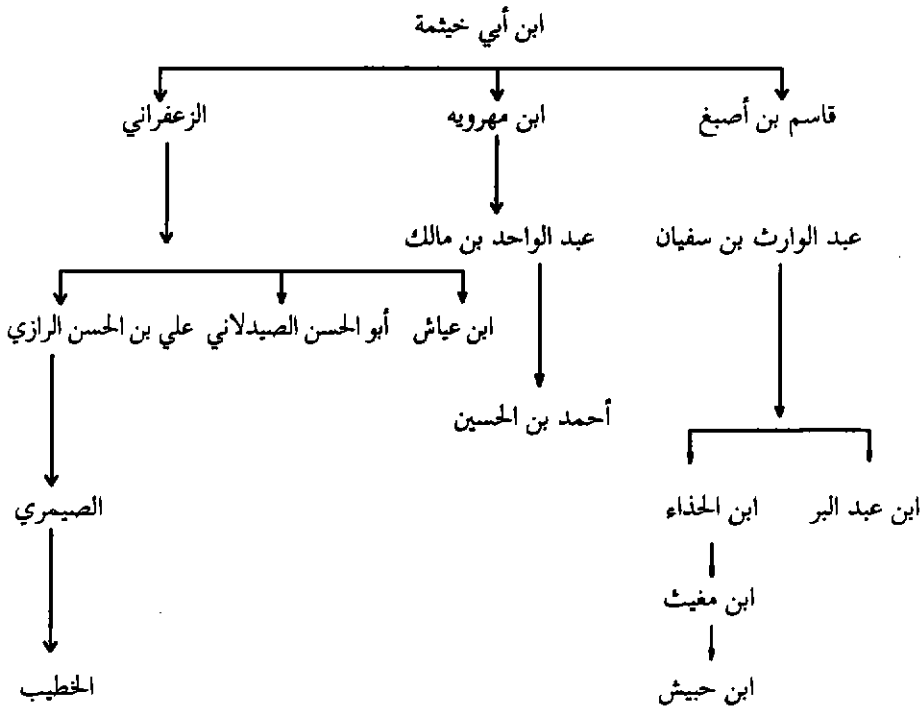 ابن أبي خيثمة
قاسم بن أصبغ ابن مهرويه الزعفراني
عبد الوارث بن سفيان عبد الواحد بن مالك
ابن عياش أبو الحسن الصيدلاني علي بن الحسن الرازي
أحمد بن الحسين
ابن عبد البر ابن الحذاء الصيمري
ابن مغيث
ابن حبيش الخطيب